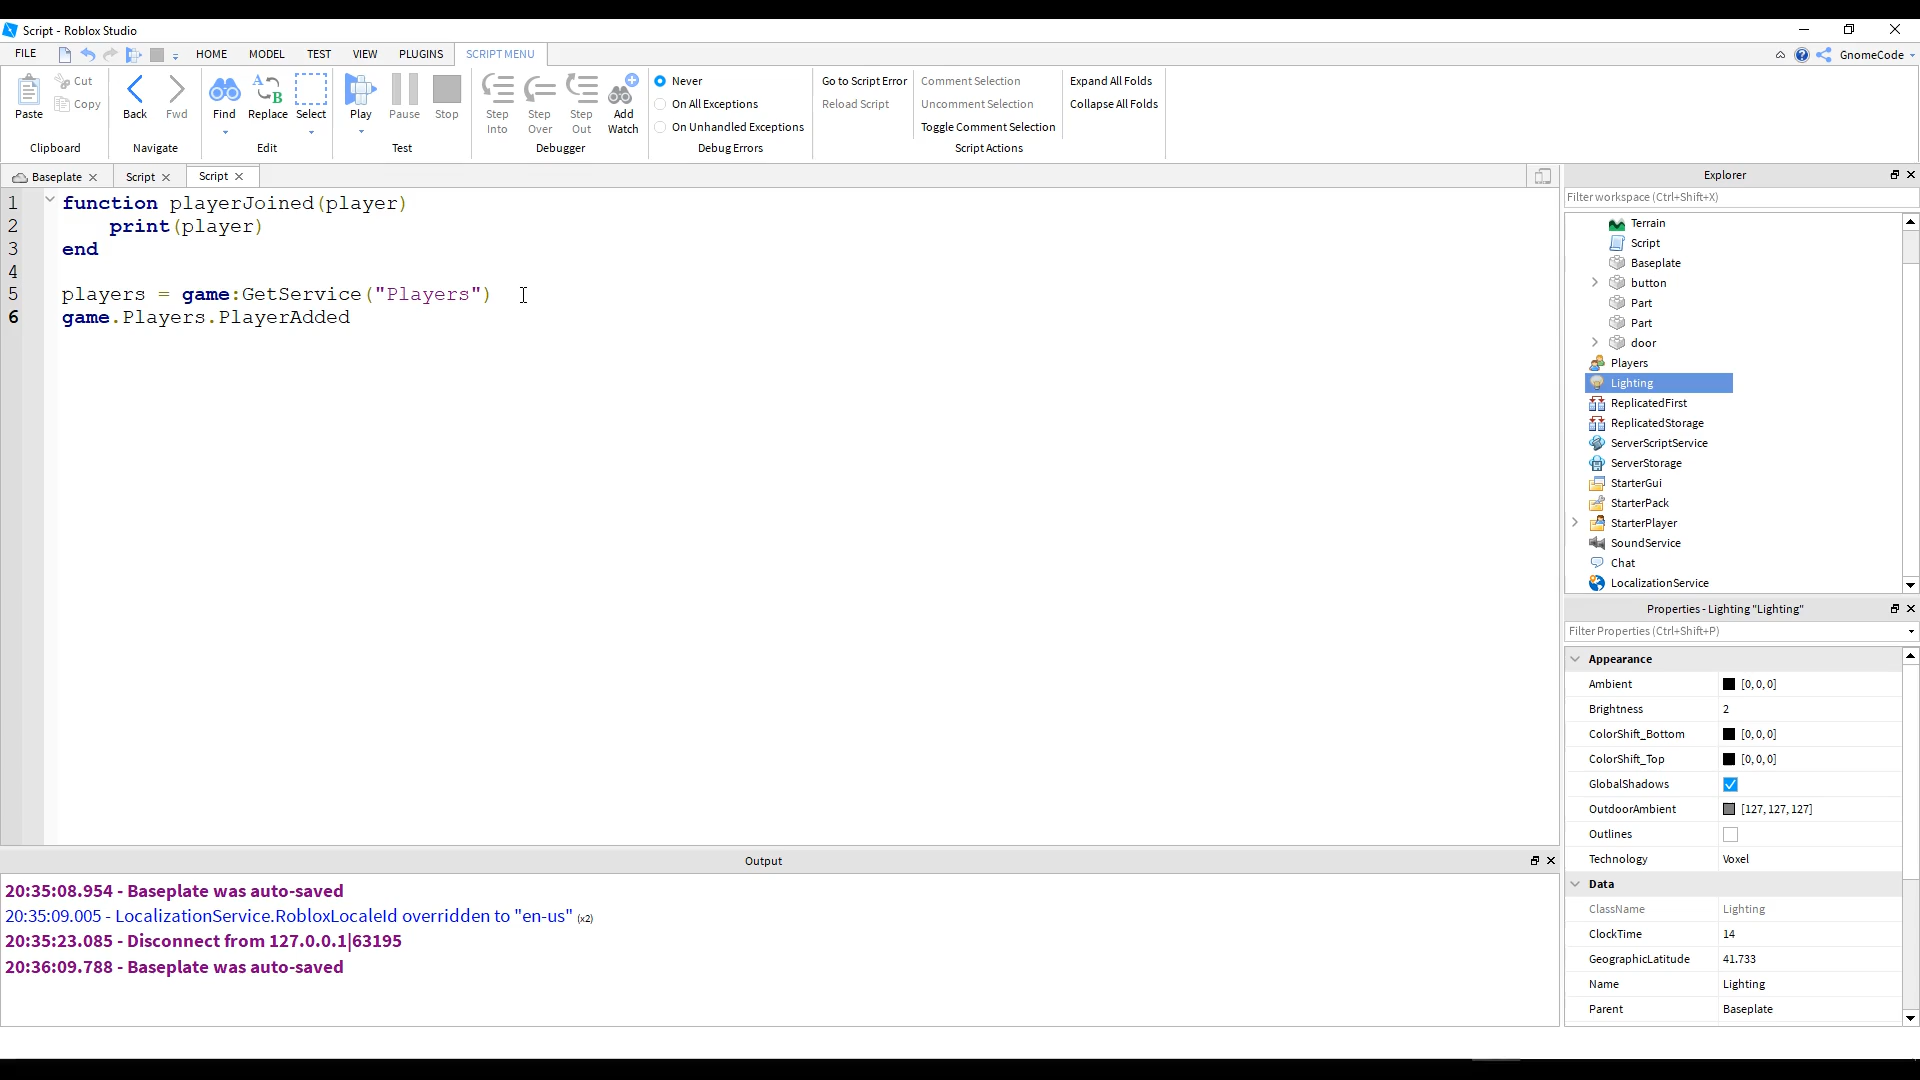 Script - Roblox Studio
FILE HOME MODEL TEST VIEW PLUGINS SCRIPT MENU GnomeCode
Paste Cut Copy Back Fwd Find Replace Select Play Pause Stop Step Into Step Over Step Out Add Watch
Never
On All Exceptions
On Unhandled Exceptions
Go to Script Error
Reload Script
Comment Selection
Uncomment Selection
Toggle Comment Selection
Expand All Folds
Collapse All Folds
Clipboard Navigate Edit Test Debugger Debug Errors Script Actions
Baseplate Script Script
1 function playerJoined(player)
2 print(player)
3 end
4
5 players = game:GetService("Players")
6 game.Players.PlayerAdded
Output
20:35:08.954 - Baseplate was auto-saved
20:35:09.005 - LocalizationService.RobloxLocaleId overridden to "en-us" (x2)
20:35:23.085 - Disconnect from 127.0.0.1|63195
20:36:09.788 - Baseplate was auto-saved
Explorer
Filter workspace (Ctrl+Shift+X)
Terrain
Script
Baseplate
button
Part
Part
door
Players
Lighting
ReplicatedFirst
ReplicatedStorage
ServerScriptService
ServerStorage
StarterGui
StarterPack
StarterPlayer
SoundService
Chat
LocalizationService
Properties - Lighting "Lighting"
Filter Properties (Ctrl+Shift+P)
Appearance
Ambient [0, 0, 0]
Brightness 2
ColorShift_Bottom [0, 0, 0]
ColorShift_Top [0, 0, 0]
GlobalShadows
OutdoorAmbient [127, 127, 127]
Outlines
Technology Voxel
Data
ClassName Lighting
ClockTime 14
GeographicLatitude 41.733
Name Lighting
Parent Baseplate